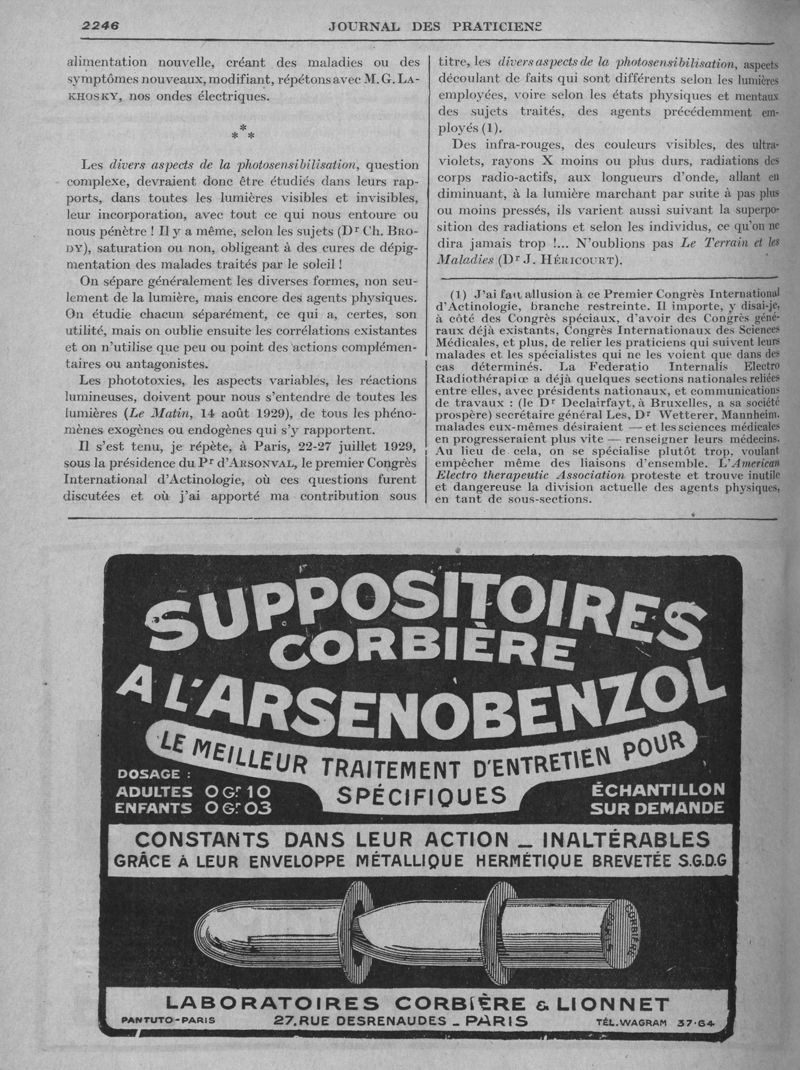 2246
JOURNAL DES PRATICIENS
alimentation nouvelle, créant des maladies ou des
symptômes nouveaux, modifiant, répétons avec M. G. LA-
KHOSKY, nos ondes électriques.
*
* *
Les divers aspects de la photosensibilisation, question
complexe, devraient donc être étudiés dans leurs rap-
ports, dans toutes les lumières visibles et invisibles,
leur incorporation, avec tout ce qui nous entoure ou
nous pénètre ! Il y a même, selon les sujets (Dr Ch. BRO-
DY), saturation ou non, obligeant à des cures de dépig-
mentation des malades traités par le soleil !
On sépare généralement les diverses formes, non seu-
lement de la lumière, mais encore des agents physiques.
On étudie chacun séparément, ce qui a, certes, son
utilité, mais on oublie ensuite les corrélations existantes
et on n'utilise que peu ou point des actions complémen-
taires ou antagonistes.
Les phototoxies, les aspects variables, les réactions
lumineuses, doivent pour nous s'entendre de toutes les
lumières (Le Matin, 14 août 1929), de tous les phéno-
mènes exogènes ou endogènes qui s'y rapportent.
Il s'est tenu, je répète, à Paris, 22-27 juillet 1929,
sous la présidence du Pr d'ARSONVAL, le premier Congrès
International d'Actinologie, où ces questions furent
discutées et où j'ai apporté ma contribution sous
titre, les divers aspects de la photosensibilisation, aspects
découlant de faits qui sont différents selon les lumières
employées, voire selon les états physiques et mentaux
des sujets traités, des agents précédemment em-
ployés (1).
Des infra-rouges, des couleurs visibles, des ultra-
violets, rayons X moins ou plus durs, radiations des
corps radio-actifs, aux longueurs d'onde, allant en
diminuant, à la lumière marchant par suite à pas plus
ou moins pressés, ils varient aussi suivant la superpo-
sition des radiations et selon les individus, ce qu'on ne
dira jamais trop !... N'oublions pas Le Terrain et les
Maladies (Dr J. HÉRICOURT).
(1) J'ai fait allusion à ce Premier Congrès International
d'Actinologie, branche restreinte. Il importe, y disai-je,
à côté des Congrès spéciaux, d'avoir des Congrès géné-
raux déjà existants, Congrès Internationaux des Sciences
Médicales, et plus, de relier les praticiens qui suivent leurs
malades et les spécialistes qui ne les voient que dans des
cas déterminés. La Federatio Internalis Electro
Radiothérapiœ a déjà quelques sections nationales reliées
entre elles, avec présidents nationaux, et communications
de travaux : (le Dr Declairfayt, à Bruxelles, a sa société
prospère) secrétaire général Les, Dr Wetterer, Mannheim.
malades eux-mêmes désiraient — et les sciences médicales
en progresseraient plus vite — renseigner leurs médecins.
Au lieu de cela, on se spécialise plutôt trop, voulant
empêcher même des liaisons d'ensemble. L'American
Electro therapeutic Association proteste et trouve inutile
et dangereuse la division actuelle des agents physiques,
en tant de sous-sections.
SUPPOSITOIRES
CORBIÈRE
A L'ARSENOBENZOL
LE MEILLEUR TRAITEMENT D'ENTRETIEN POUR
SPÉCIFIQUES
DOSAGE :
ADULTES 0 Gr. 10
ENFANTS 0 Gr. 03
ÉCHANTILLON
SUR DEMANDE
CONSTANTS DANS LEUR ACTION _ INALTÉRABLES
GRÂCE À LEUR ENVELOPPE MÉTALLIQUE HERMÉTIQUE BREVETÉE S.G.D.G
CORBIÈRE
PARIS
LABORATOIRES CORBIÈRE & LIONNET
PANTUTO-PARIS
27, RUE DESRENAUDES _ PARIS
TÉL. WAGRAM 37-64